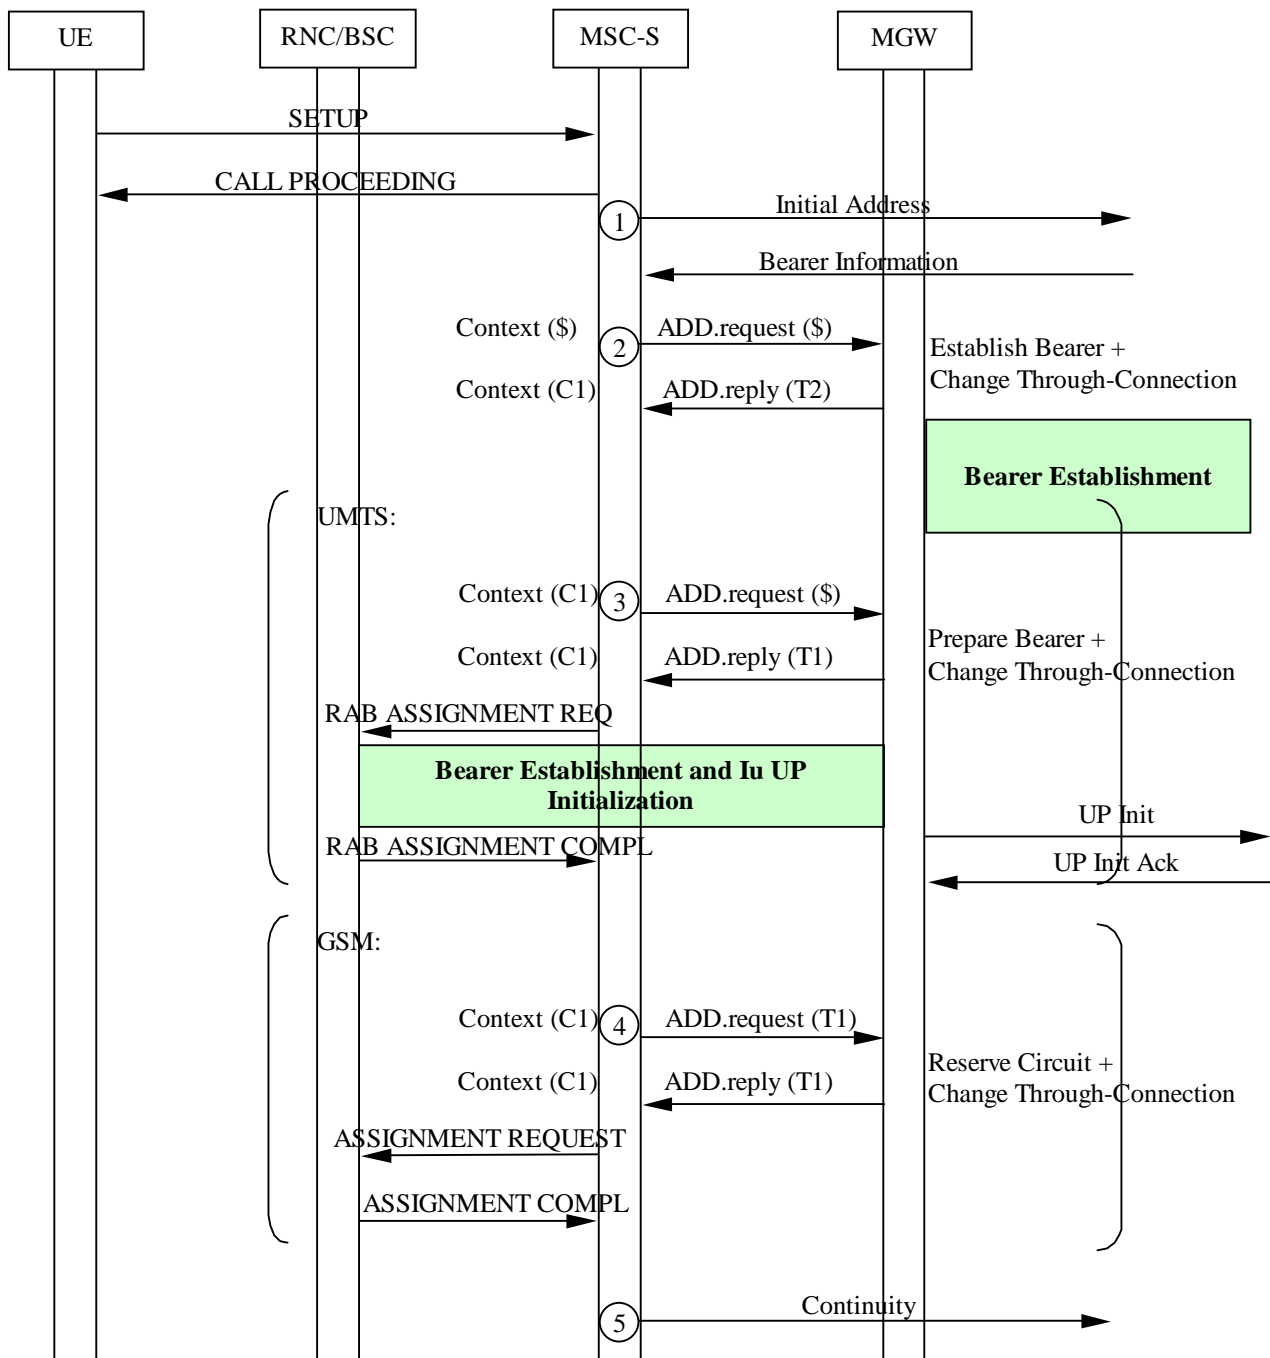 UE
RNC/BSC
MSC-S
MGW
SETUP
CALL PROCEEDING
1
Initial Address
Bearer Information
Context ($)
2
ADD.request ($)
Establish Bearer +
Change Through-Connection
Context (C1)
ADD.reply (T2)
Bearer Establishment
UMTS:
Context (C1)
3
ADD.request ($)
Prepare Bearer +
Change Through-Connection
Context (C1)
ADD.reply (T1)
RAB ASSIGNMENT REQ
Bearer Establishment and Iu UP
Initialization
UP Init
RAB ASSIGNMENT COMPL
UP Init Ack
GSM:
Context (C1)
4
ADD.request (T1)
Reserve Circuit +
Change Through-Connection
Context (C1)
ADD.reply (T1)
ASSIGNMENT REQUEST
ASSIGNMENT COMPL
5
Continuity